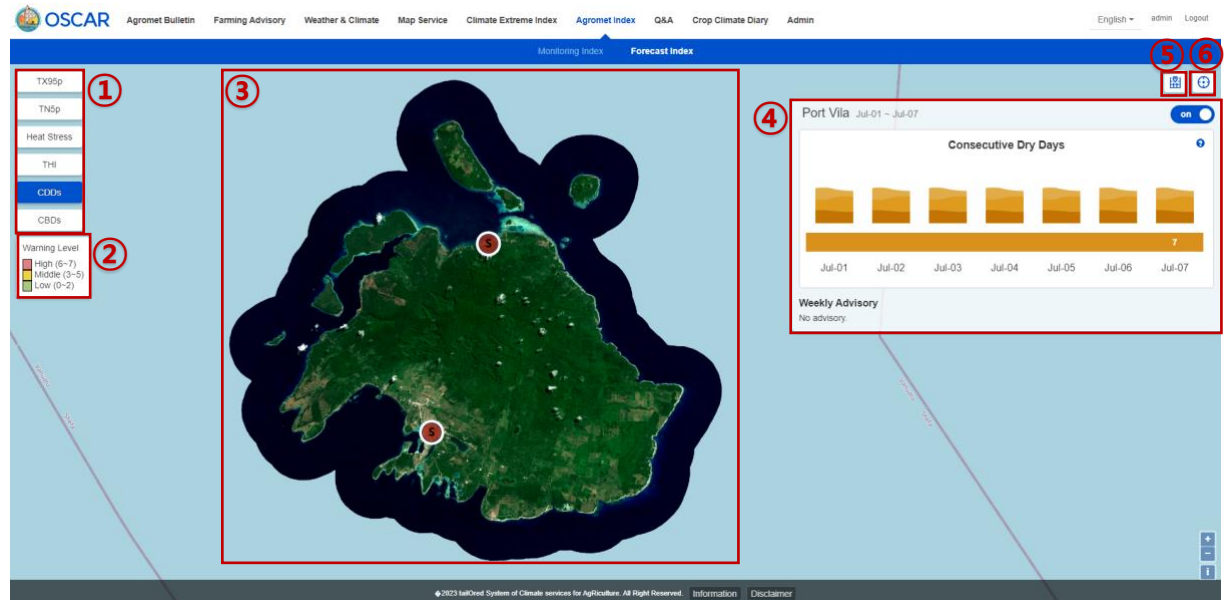 OSCAR Agromet Bulletin Farming Advisory Weather & Climate Map Service Climate Extreme Index Agromet Index Q&A Crop Climate Diary Admin English admin Logout
Monitoring Index Forecast Index
⑤ ⑥
① TX95p
TN5p
Heat Stress
THI
CDDs
CBDs
② Warning Level
High (6~7)
Middle (3~5)
Low (0~2)
③
S
S
④ Port Vila Jul-01 ~ Jul-07 on
Consecutive Dry Days ?
7
Jul-01 Jul-02 Jul-03 Jul-04 Jul-05 Jul-06 Jul-07
Weekly Advisory
No advisory.
Vanuatu
Malo
+
−
i
�2023 tailOred System of Climate services for AgRiculture. All Right Reserved. Information Disclaimer